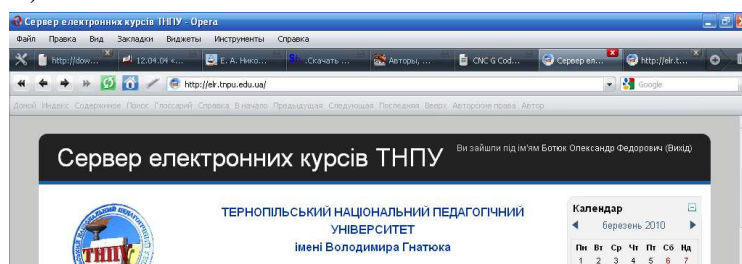 Сервер електронних курсів ТНПУ - Opera
Файл Правка Вид Закладки Виджеты Инструменты Справка
http://dow... 12.04.04 «... Е. А. Нико... .Скачать ... Авторы, ... CNC G Cod... Сервер ел... http://elr.t...
http://elr.tnpu.edu.ua/ Google
Домой Индекс Содержимое Поиск Глоссарий Справка В начало Предыдущая Следующая Последняя Вверх Авторские права Автор
Сервер електронних курсів ТНПУ
Ви зайшли під ім'ям Ботюк Олександр Федорович (Вихід)
ТЕРНОПІЛЬСЬКИЙ НАЦІОНАЛЬНИЙ ПЕДАГОГІЧНИЙ
УНІВЕРСИТЕТ
імені Володимира Гнатюка
ТНПУ
Календар
березень 2010
Пн Вт Ср Чт Пт Сб Нд
1 2 3 4 5 6 7